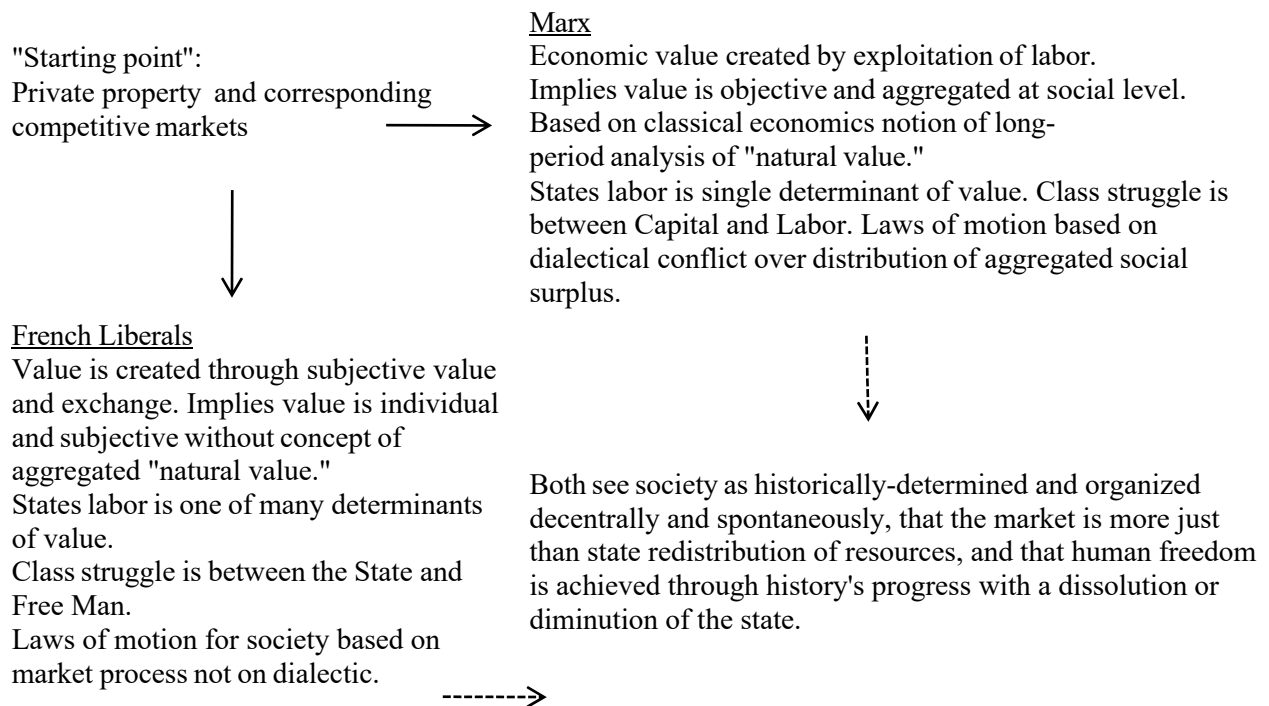 "Starting point":
Private property and corresponding
competitive markets
Marx
Economic value created by exploitation of labor.
Implies value is objective and aggregated at social level.
Based on classical economics notion of long-
period analysis of "natural value."
States labor is single determinant of value. Class struggle is
between Capital and Labor. Laws of motion based on
dialectical conflict over distribution of aggregated social
surplus.
French Liberals
Value is created through subjective value
and exchange. Implies value is individual
and subjective without concept of
aggregated "natural value."
States labor is one of many determinants
of value.
Class struggle is between the State and
Free Man.
Laws of motion for society based on
market process not on dialectic.
Both see society as historically-determined and organized
decentrally and spontaneously, that the market is more just
than state redistribution of resources, and that human freedom
is achieved through history's progress with a dissolution or
diminution of the state.